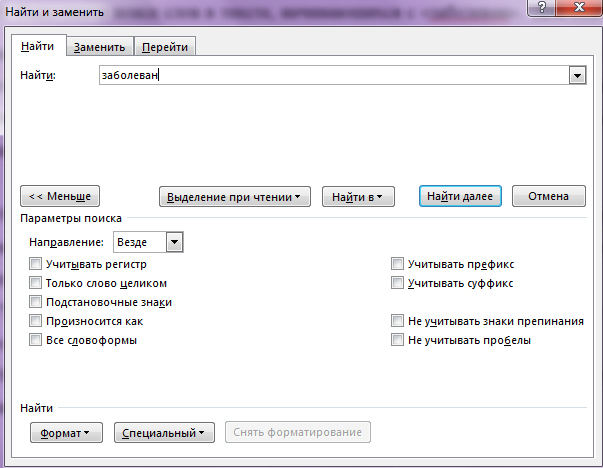 Найти и заменить
Найти Заменить Перейти
Найти: заболеван
<< Меньше Выделение при чтении Найти в Найти далее Отмена
Параметры поиска
Направление: Везде
Учитывать регистр Учитывать префикс
Только слово целиком Учитывать суффикс
Подстановочные знаки
Произносится как Не учитывать знаки препинания
Все словоформы Не учитывать пробелы
Найти
Формат Специальный Снять форматирование